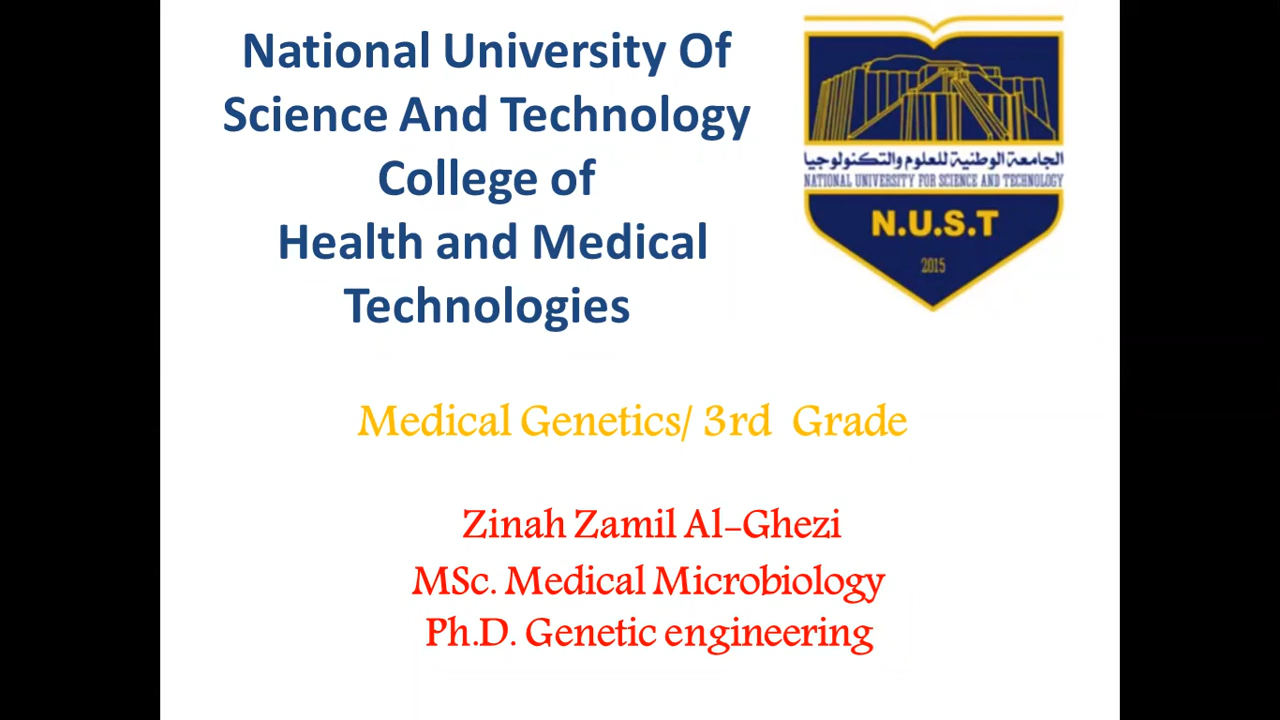 National University Of
Science And Technology
College of
Health and Medical
Technologies
الجامعة الوطنية للعلوم والتكنولوجيا
NATIONAL UNIVERSITY FOR SCIENCE AND TECHNOLOGY
N.U.S.T
2015
Medical Genetics/ 3rd Grade
Zinah Zamil Al-Ghezi
MSc. Medical Microbiology
Ph.D. Genetic engineering